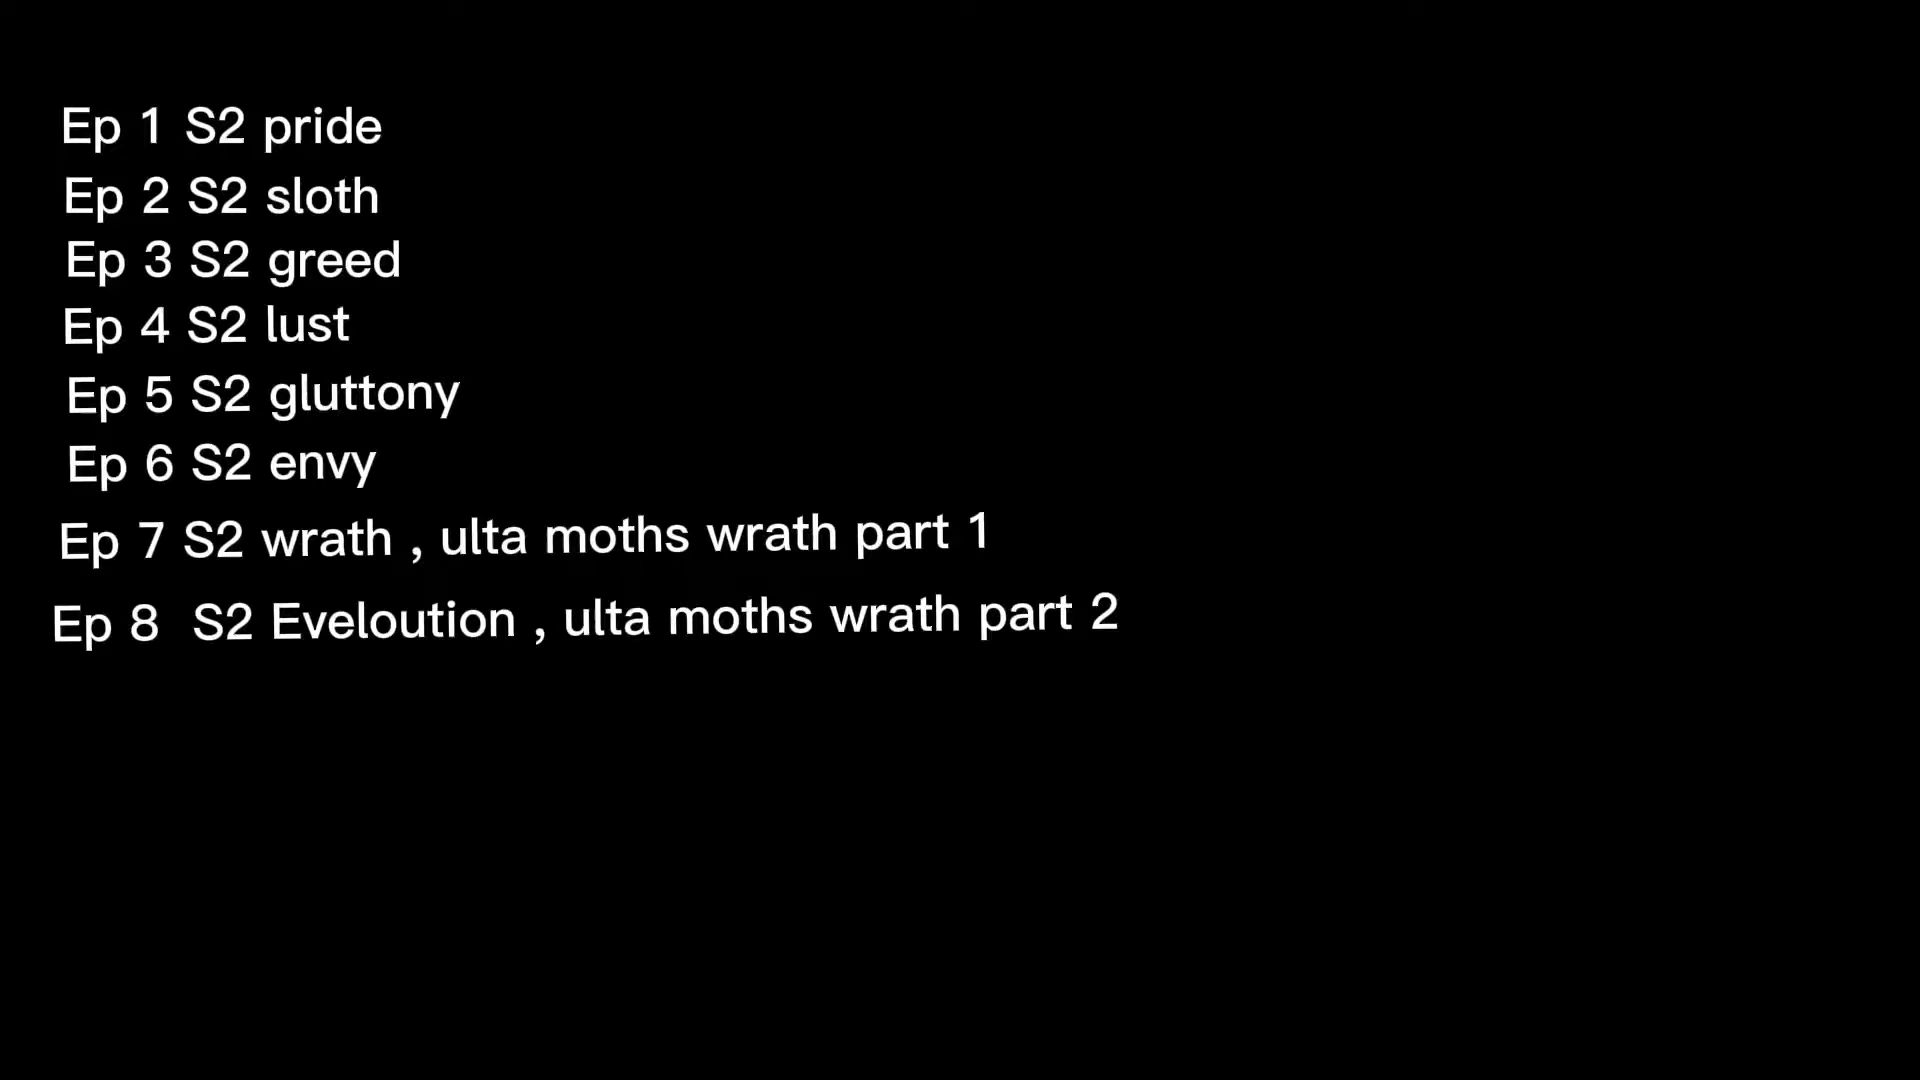 Ep 1 S2 pride
Ep 2 S2 sloth
Ep 3 S2 greed
Ep 4 S2 lust
Ep 5 S2 gluttony
Ep 6 S2 envy
Ep 7 S2 wrath , ulta moths wrath part 1
Ep 8 S2 Eveloution , ulta moths wrath part 2